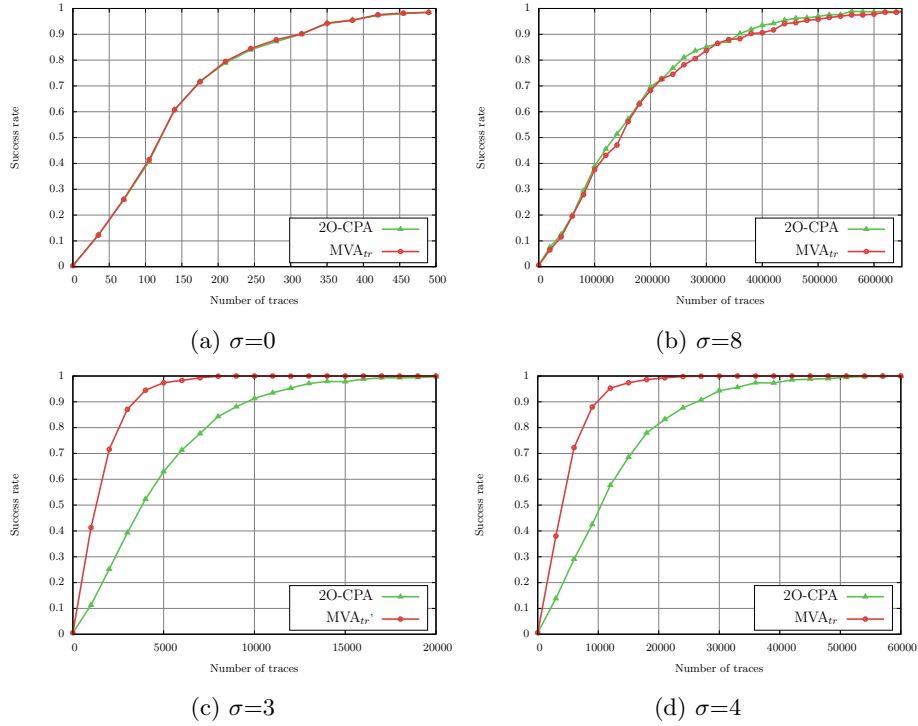 1
0.9
0.8
0.7
0.6
0.5
0.4
0.3
0.2
0.1
0
Success rate
0 50 100 150 200 250 300 350 400 450 500
Number of traces
2O-CPA
MVA_tr
(a) σ=0
1
0.9
0.8
0.7
0.6
0.5
0.4
0.3
0.2
0.1
0
Success rate
0 100000 200000 300000 400000 500000 600000
Number of traces
2O-CPA
MVA_tr
(b) σ=8
1
0.9
0.8
0.7
0.6
0.5
0.4
0.3
0.2
0.1
0
Success rate
0 5000 10000 15000 20000
Number of traces
2O-CPA
MVA_tr'
(c) σ=3
1
0.9
0.8
0.7
0.6
0.5
0.4
0.3
0.2
0.1
0
Success rate
0 10000 20000 30000 40000 50000 60000
Number of traces
2O-CPA
MVA_tr
(d) σ=4